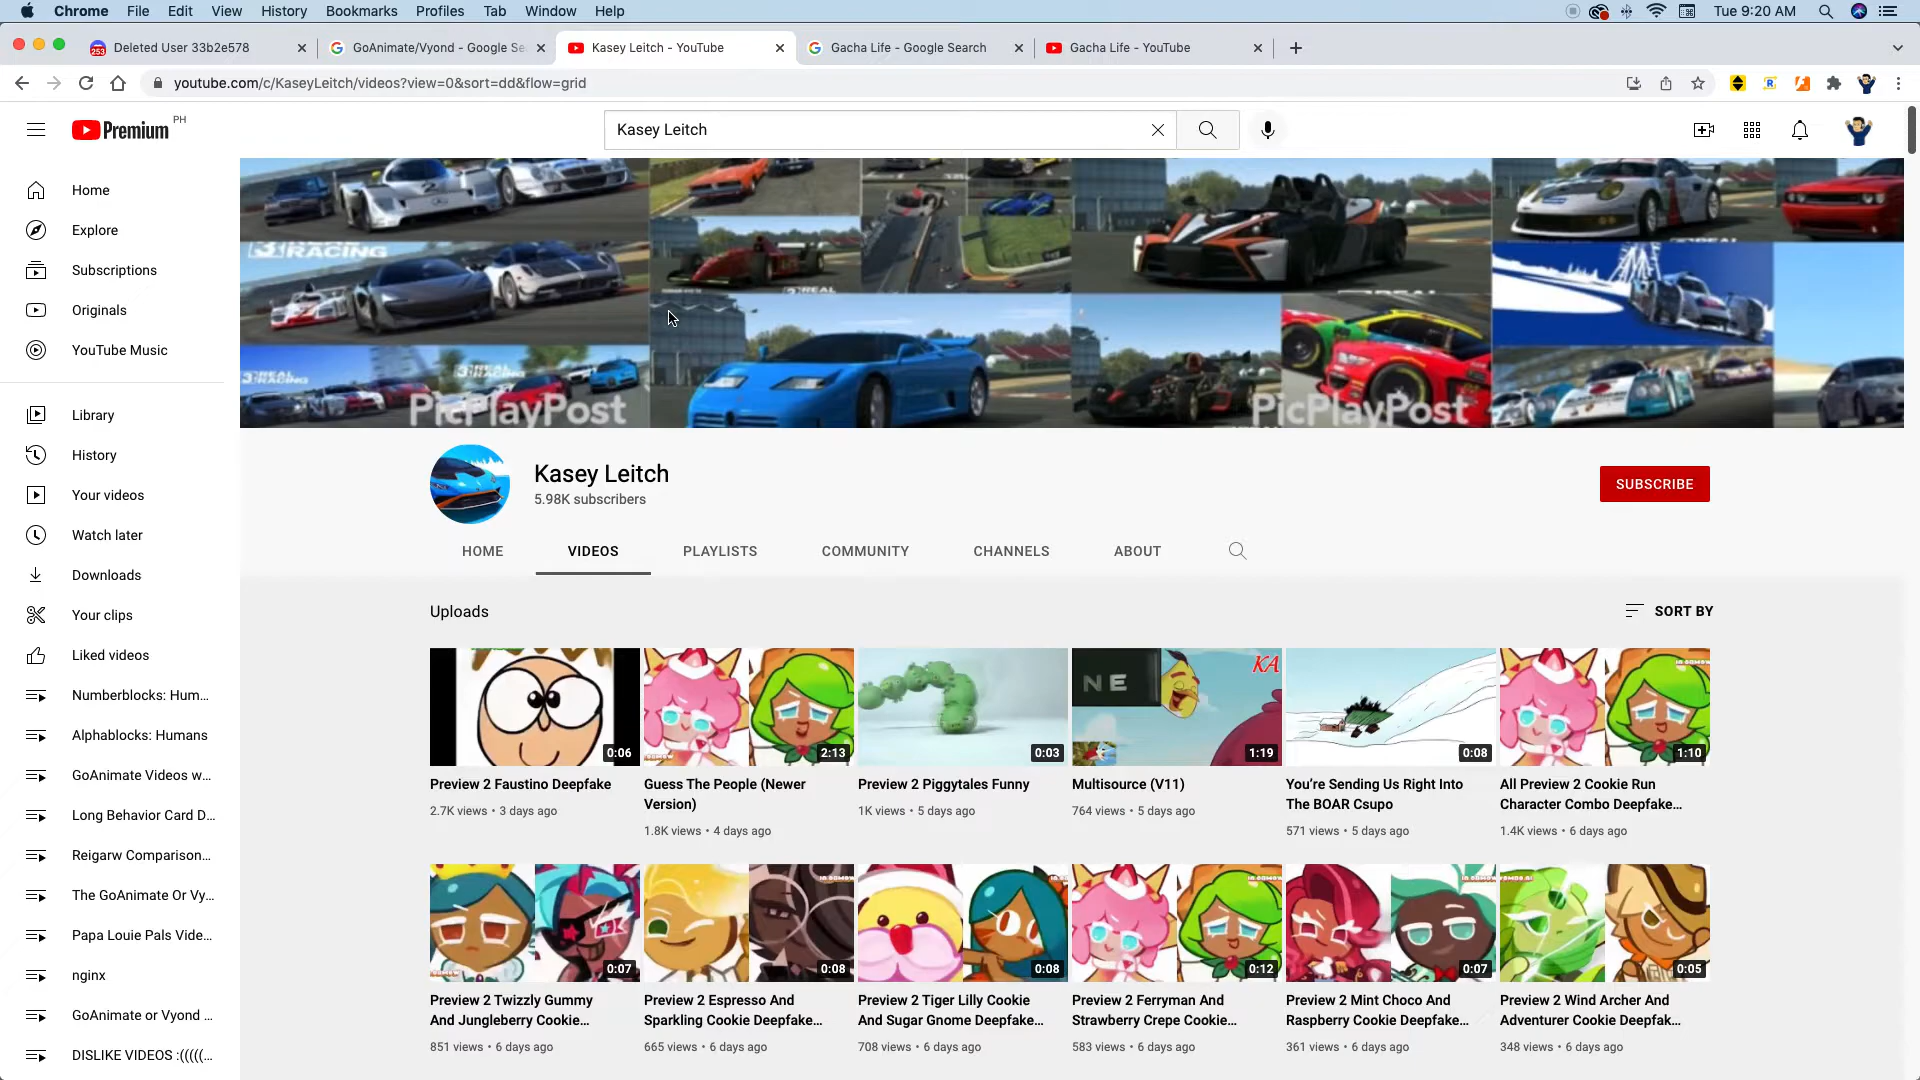 Chrome File Edit View History Bookmarks Profiles Tab Window Help Tue 9:20 AM
253 Deleted User 33b2e578 GoAnimate/Vyond - Google Se Kasey Leitch - YouTube Gacha Life - Google Search Gacha Life - YouTube
youtube.com/c/KaseyLeitch/videos?view=0&sort=dd&flow=grid
Premium PH Kasey Leitch
Home
Explore
Subscriptions
Originals
YouTube Music
Library
History
Your videos
Watch later
Downloads
Your clips
Liked videos
Numberblocks: Hum...
Alphablocks: Humans
GoAnimate Videos w...
Long Behavior Card D...
Reigarw Comparison...
The GoAnimate Or Vy...
Papa Louie Pals Vide...
nginx
GoAnimate or Vyond ...
DISLIKE VIDEOS :(((((...
RACING
PicPlayPost PicPlayPost
Kasey Leitch
5.98K subscribers
SUBSCRIBE
HOME VIDEOS PLAYLISTS COMMUNITY CHANNELS ABOUT
Uploads SORT BY
0:06 2:13 0:03 NE KA 1:19 0:08 1:10
Preview 2 Faustino Deepfake
2.7K views • 3 days ago
Guess The People (Newer
Version)
1.8K views • 4 days ago
Preview 2 Piggytales Funny
1K views • 5 days ago
Multisource (V11)
764 views • 5 days ago
You're Sending Us Right Into
The BOAR Csupo
571 views • 5 days ago
All Preview 2 Cookie Run
Character Combo Deepfake...
1.4K views • 6 days ago
0:07 0:08 0:08 0:12 0:07 0:05
Preview 2 Twizzly Gummy
And Jungleberry Cookie...
851 views • 6 days ago
Preview 2 Espresso And
Sparkling Cookie Deepfake...
665 views • 6 days ago
Preview 2 Tiger Lilly Cookie
And Sugar Gnome Deepfake...
708 views • 6 days ago
Preview 2 Ferryman And
Strawberry Crepe Cookie...
583 views • 6 days ago
Preview 2 Mint Choco And
Raspberry Cookie Deepfake...
361 views • 6 days ago
Preview 2 Wind Archer And
Adventurer Cookie Deepfak...
348 views • 6 days ago